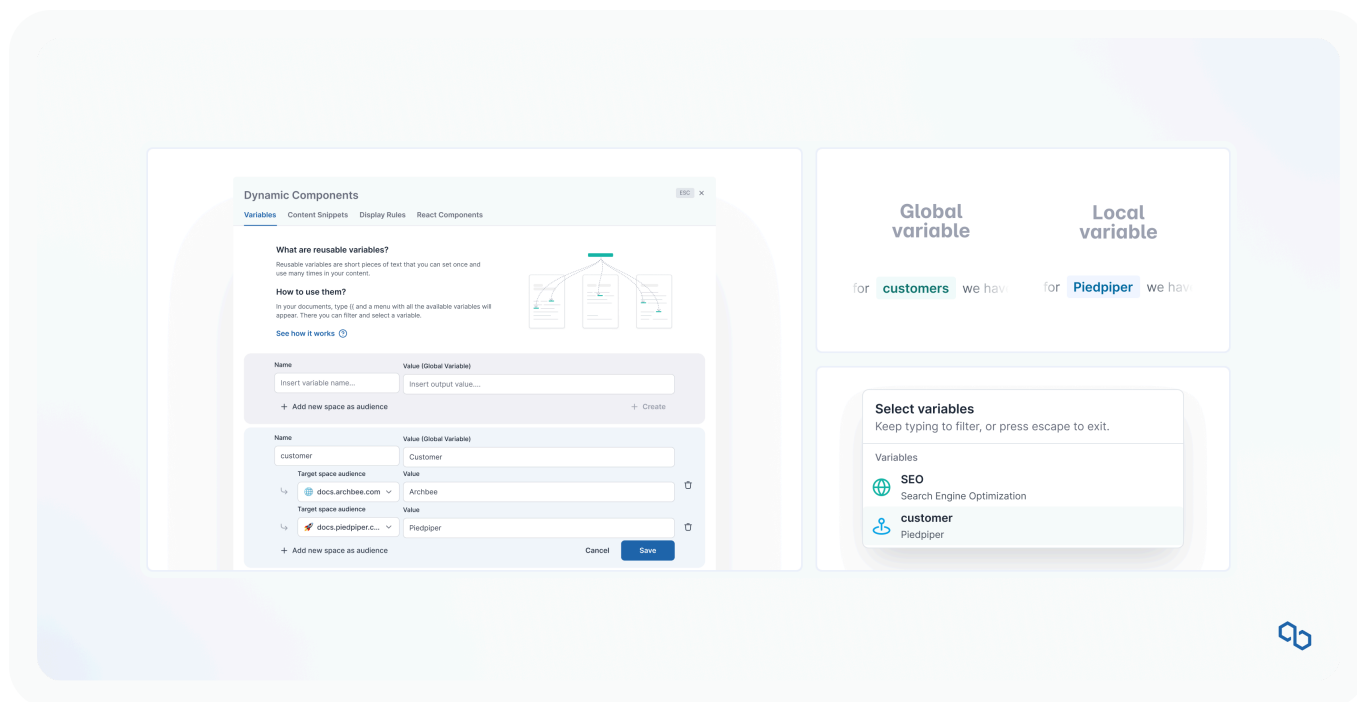 Dynamic Components
ESC ×
Variables Content Snippets Display Rules React Components
What are reusable variables?
Reusable variables are short pieces of text that you can set once and
use many times in your content.
How to use them?
In your documents, type {{ and a menu with all the available variables will
appear. There you can filter and select a variable.
See how it works ?
Name Value (Global Variable)
Insert variable name... Insert output value....
+ Add new space as audience + Create
Name Value (Global Variable)
customer Customer
Target space audience Value
docs.archbee.com Archbee
Target space audience Value
docs.piedpiper.c... Piedpiper
+ Add new space as audience Cancel Save
Global
variable
for customers we hav
Local
variable
for Piedpiper we hav
Select variables
Keep typing to filter, or press escape to exit.
Variables
SEO
Search Engine Optimization
customer
Piedpiper